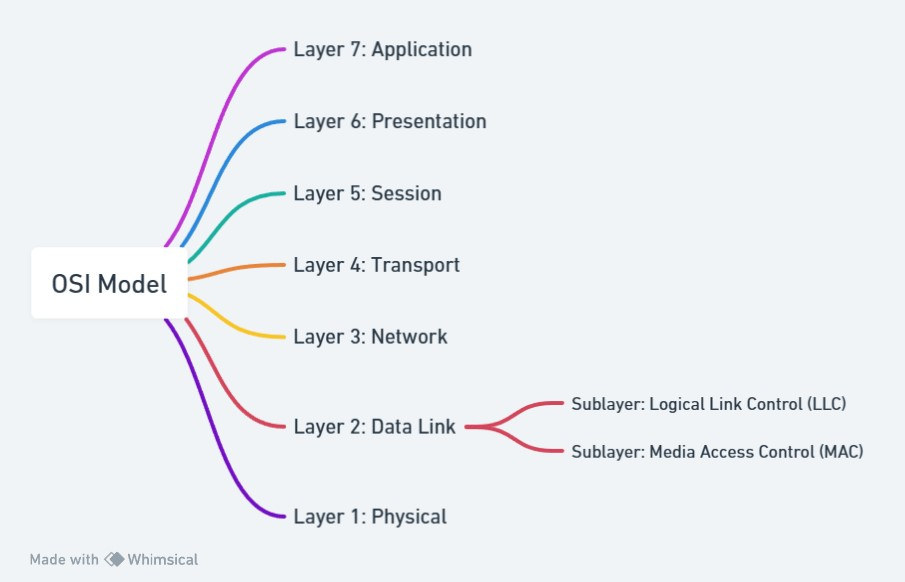 Layer 7: Application
Layer 6: Presentation
Layer 5: Session
Layer 4: Transport
OSI Model
Layer 3: Network
Layer 2: Data Link
Sublayer: Logical Link Control (LLC)
Sublayer: Media Access Control (MAC)
Layer 1: Physical
Made with Whimsical